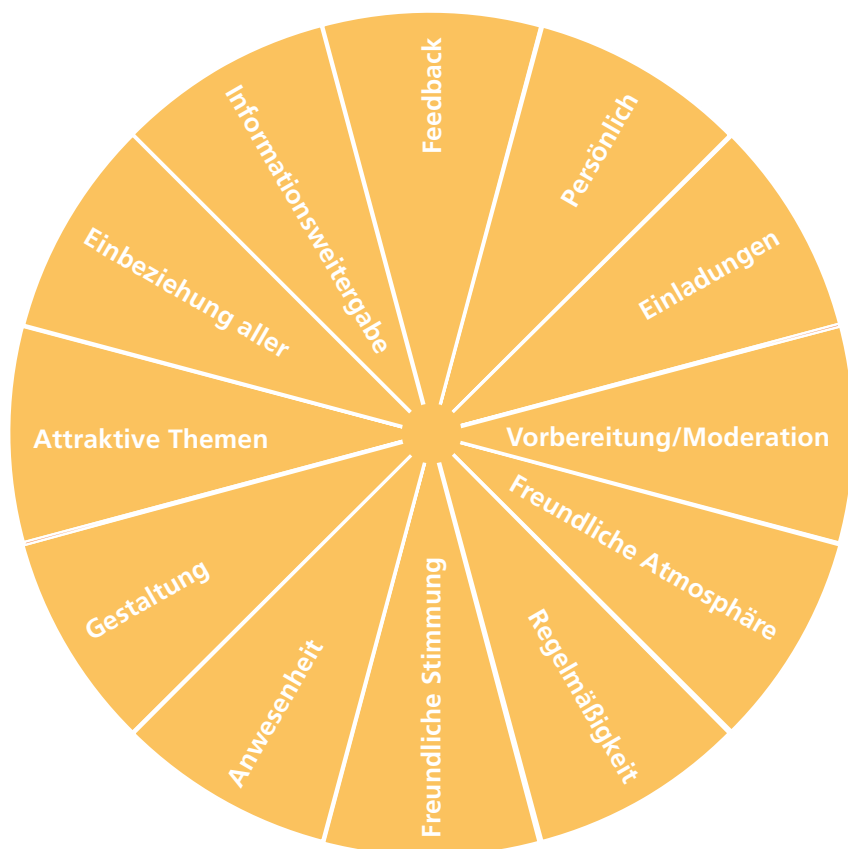 Feedback
Persönlich
Einladungen
Vorbereitung/Moderation
Freundliche Atmosphäre
Regelmäßigkeit
Freundliche Stimmung
Anwesenheit
Gestaltung
Attraktive Themen
Einbeziehung aller
Informationsweitergabe